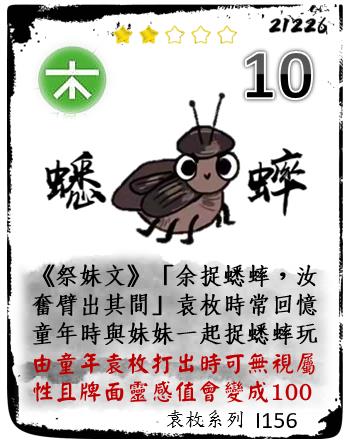 21226
木
10
蟋蟀
《祭妹文》「余捉蟋蟀，汝
奮臂出其間」袁枚時常回憶
童年時與妹妹一起捉蟋蟀玩
由童年袁枚打出時可無視屬
性且牌面靈感值會變成100
袁枚系列 I156